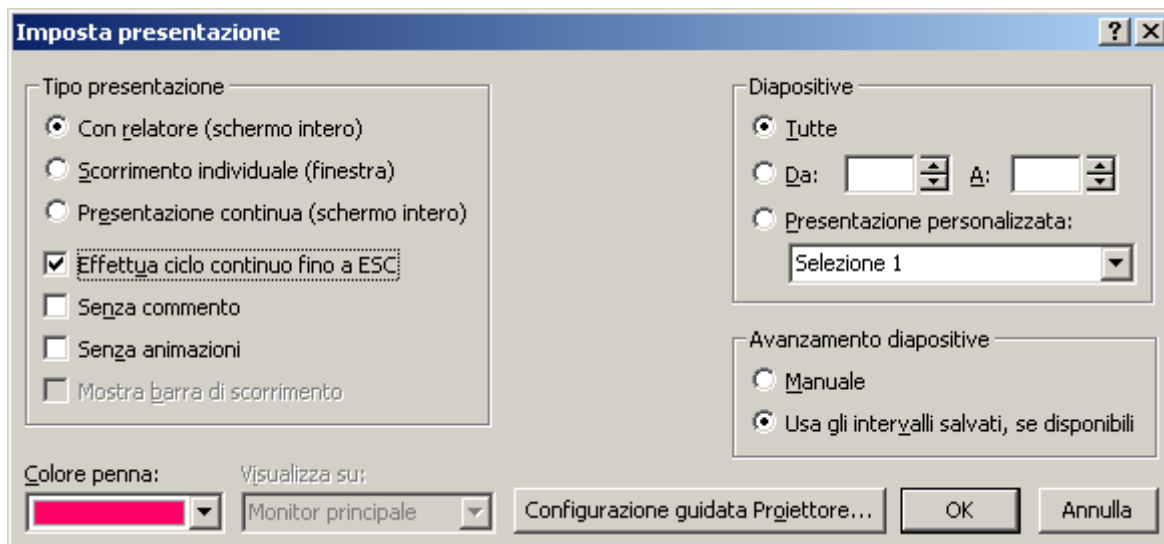 Imposta presentazione
Tipo presentazione
Con relatore (schermo intero)
Scorrimento individuale (finestra)
Presentazione continua (schermo intero)
Effettua ciclo continuo fino a ESC
Senza commento
Senza animazioni
Mostra barra di scorrimento
Diapositive
Tutte
Da: A:
Presentazione personalizzata:
Selezione 1
Avanzamento diapositive
Manuale
Usa gli intervalli salvati, se disponibili
Colore penna: Visualizza su:
Monitor principale
Configurazione guidata Proiettore... OK Annulla